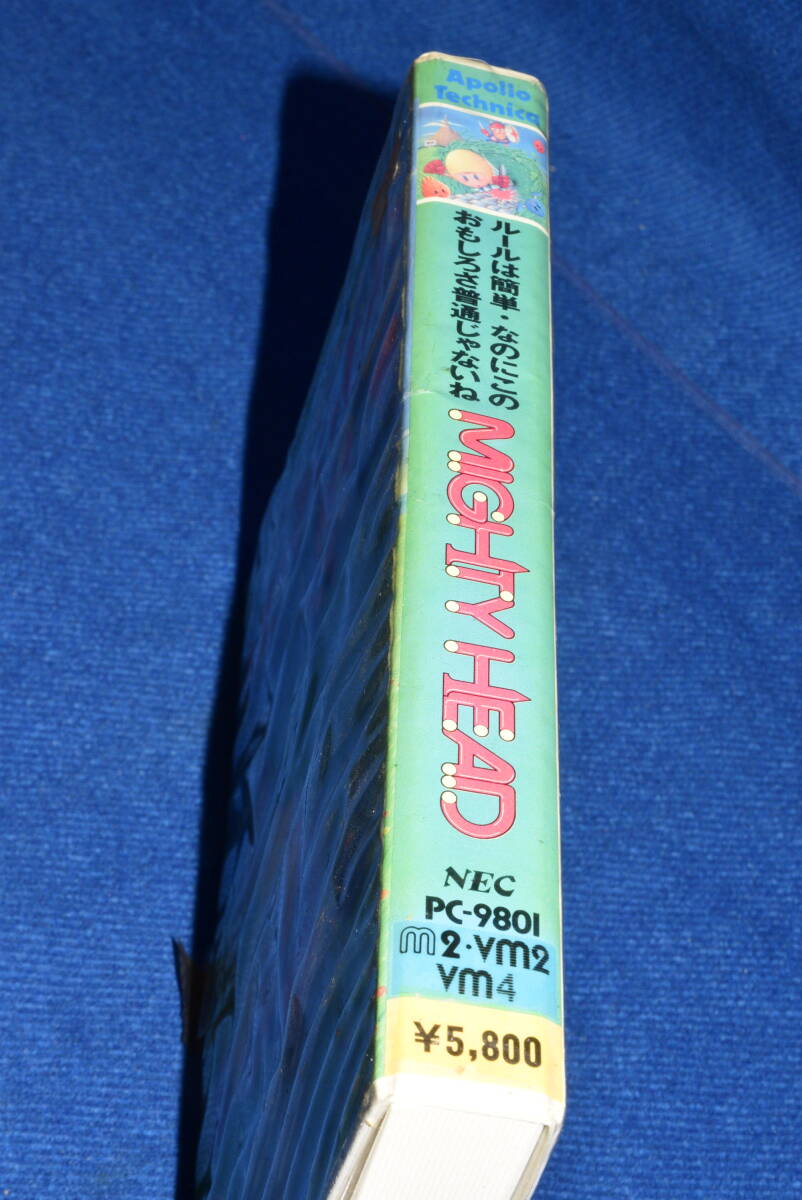 Apollo
Technica
ルールは簡単・なのにこの
おもしろさ普通じゃないね
MIGHTY HEAD
NEC
PC-9801
m2・VM2
VM4
¥5,800